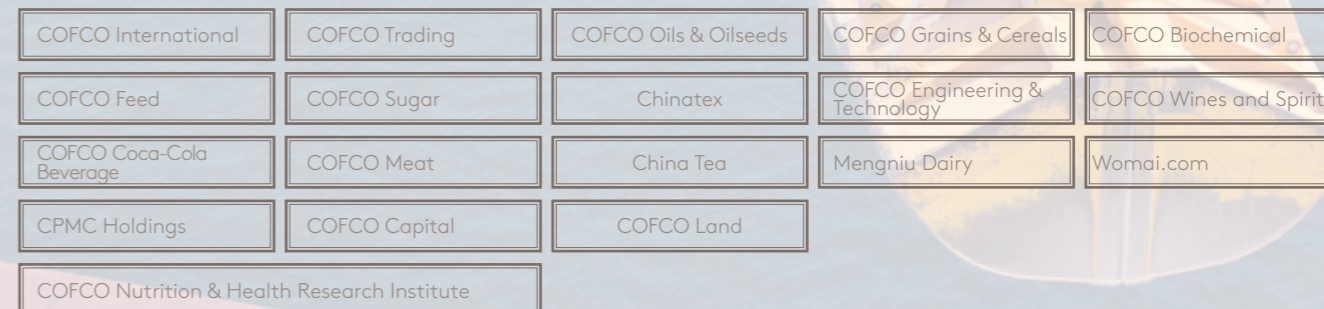 COFCO International
COFCO Trading
COFCO Oils & Oilseeds
COFCO Grains & Cereals
COFCO Biochemical
COFCO Feed
COFCO Sugar
Chinatex
COFCO Engineering &
Technology
COFCO Wines and Spirit
COFCO Coca-Cola
Beverage
COFCO Meat
China Tea
Mengniu Dairy
Womai.com
CPMC Holdings
COFCO Capital
COFCO Land
COFCO Nutrition & Health Research Institute